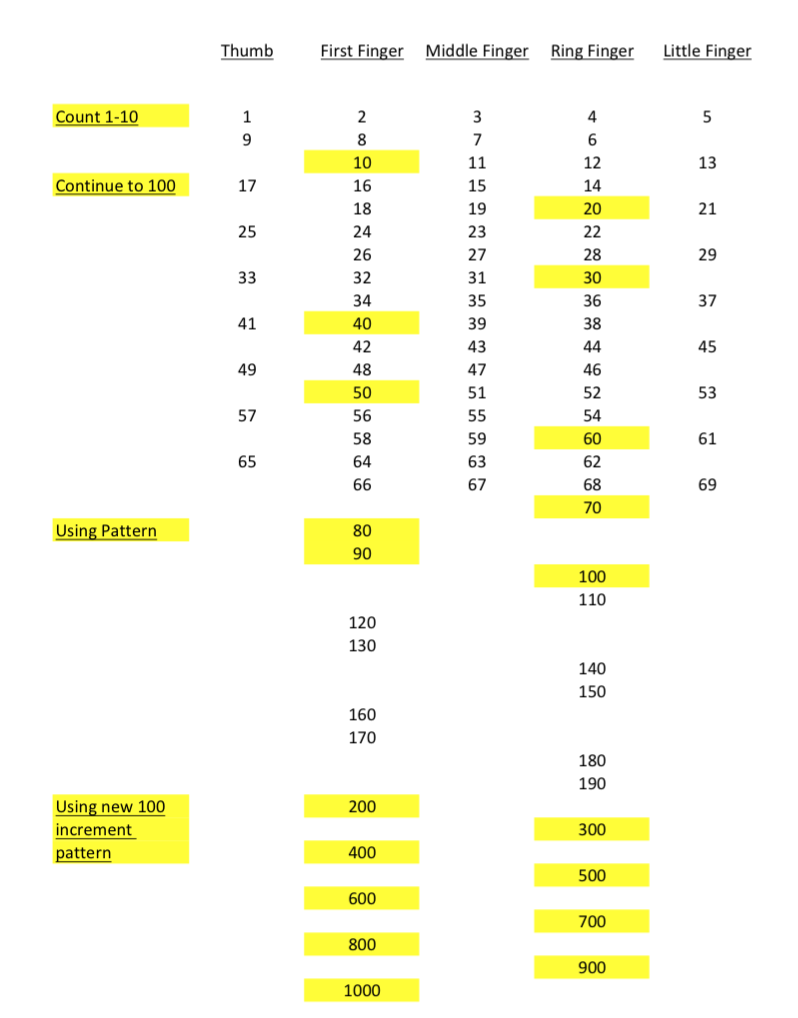 Thumb First Finger Middle Finger Ring Finger Little Finger
Count 1-10 1 2 3 4 5
9 8 7 6
10 11 12 13
Continue to 100 17 16 15 14
18 19 20 21
25 24 23 22
26 27 28 29
33 32 31 30
34 35 36 37
41 40 39 38
42 43 44 45
49 48 47 46
50 51 52 53
57 56 55 54
58 59 60 61
65 64 63 62
66 67 68 69
70
Using Pattern 80
90
100
110
120
130
140
150
160
170
180
190
Using new 100 200
increment 300
pattern 400
500
600
700
800
900
1000